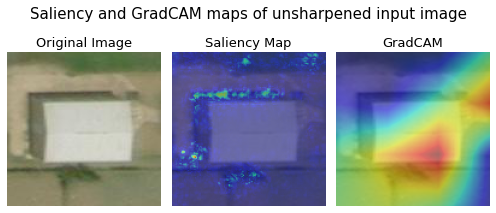 Saliency and GradCAM maps of unsharpened input image
Original Image
Saliency Map
GradCAM